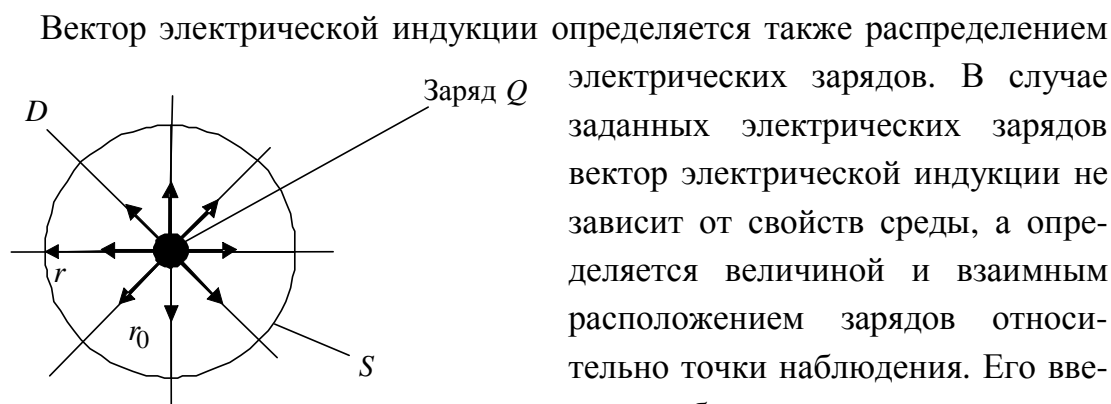 Вектор электрической индукции определяется также распределением
электрических зарядов. В случае
заданных электрических зарядов
вектор электрической индукции не
зависит от свойств среды, а опре-
деляется величиной и взаимным
расположением зарядов относи-
тельно точки наблюдения. Его вве-
Заряд Q
D
r
r0
S